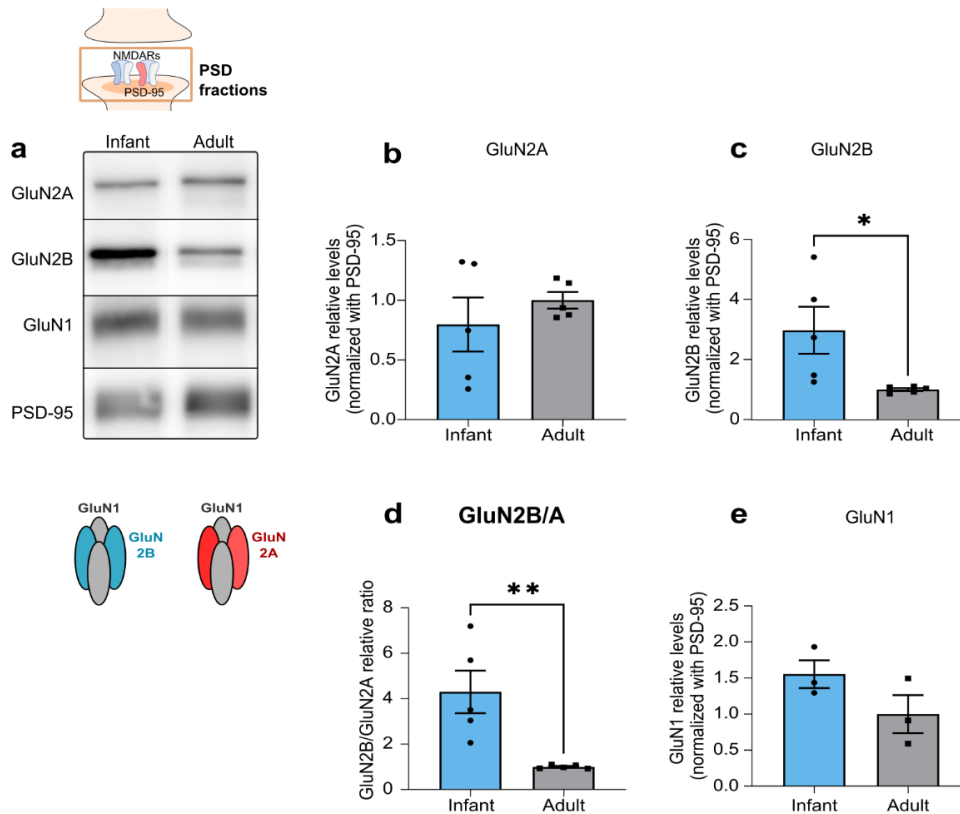 NMDARs
PSD-95
PSD
fractions
a
Infant Adult
GluN2A
GluN2B
GluN1
PSD-95
GluN1
GluN
2B
GluN1
GluN
2A
b GluN2A
GluN2A relative levels
(normalized with PSD-95)
1.5
1.0
0.5
0.0
Infant Adult
c GluN2B
GluN2B relative levels
(normalized with PSD-95)
*
6
4
2
0
Infant Adult
d GluN2B/A
GluN2B/GluN2A relative ratio
**
8
6
4
2
0
Infant Adult
e GluN1
GluN1 relative levels
(normalized with PSD-95)
2.5
2.0
1.5
1.0
0.5
0.0
Infant Adult